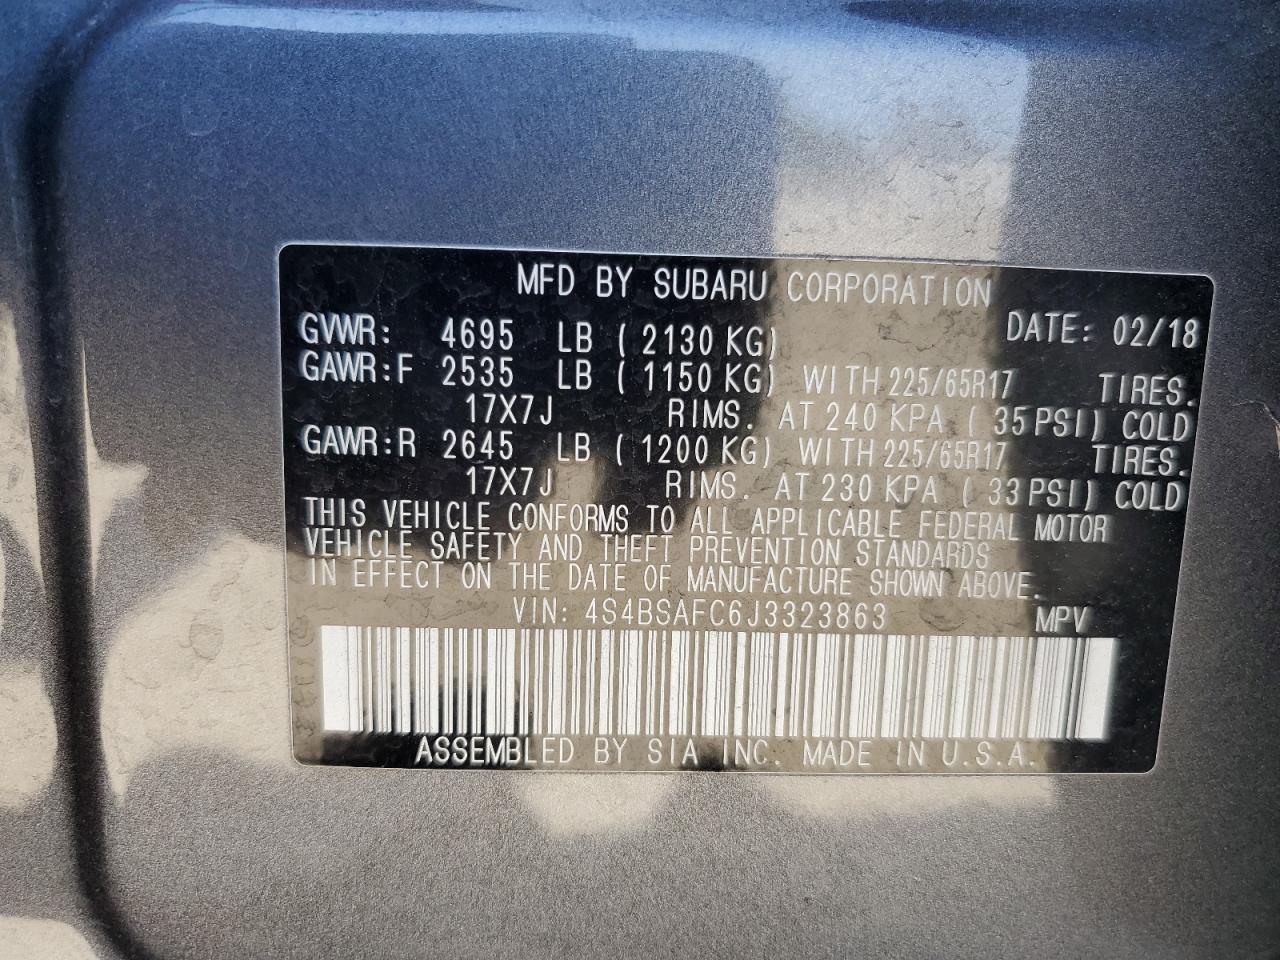 MFD BY SUBARU CORPORATION
GVWR: 4695 LB ( 2130 KG) DATE: 02/18
GAWR:F 2535 LB ( 1150 KG) WITH 225/65R17 TIRES.
17X7J RIMS. AT 240 KPA ( 35 PSI) COLD
GAWR:R 2645 LB ( 1200 KG) WITH 225/65R17 TIRES.
17X7J RIMS. AT 230 KPA ( 33 PSI) COLD
THIS VEHICLE CONFORMS TO ALL APPLICABLE FEDERAL MOTOR
VEHICLE SAFETY AND THEFT PREVENTION STANDARDS
IN EFFECT ON THE DATE OF MANUFACTURE SHOWN ABOVE.
VIN: 4S4BSAFC6J3323863 MPV
ASSEMBLED BY SIA INC. MADE IN U.S.A.